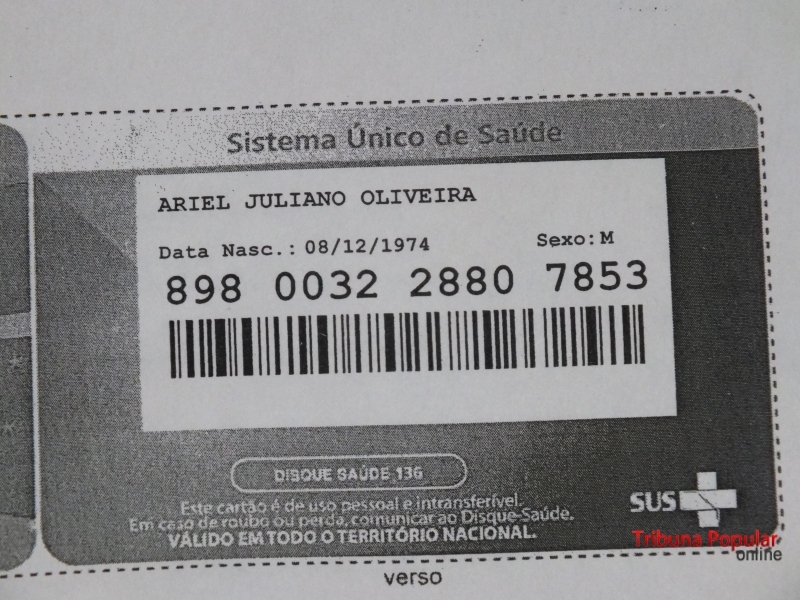 Sistema Único de Saúde
ARIEL JULIANO OLIVEIRA
Data Nasc.: 08/12/1974 Sexo: M
898 0032 2880 7853
DISQUE SAÚDE 136
Este cartão é de uso pessoal e intransferível.
Em caso de roubo ou perda, comunicar ao Disque-Saúde.
VÁLIDO EM TODO O TERRITÓRIO NACIONAL.
SUS
Tribuna Popular
online
verso